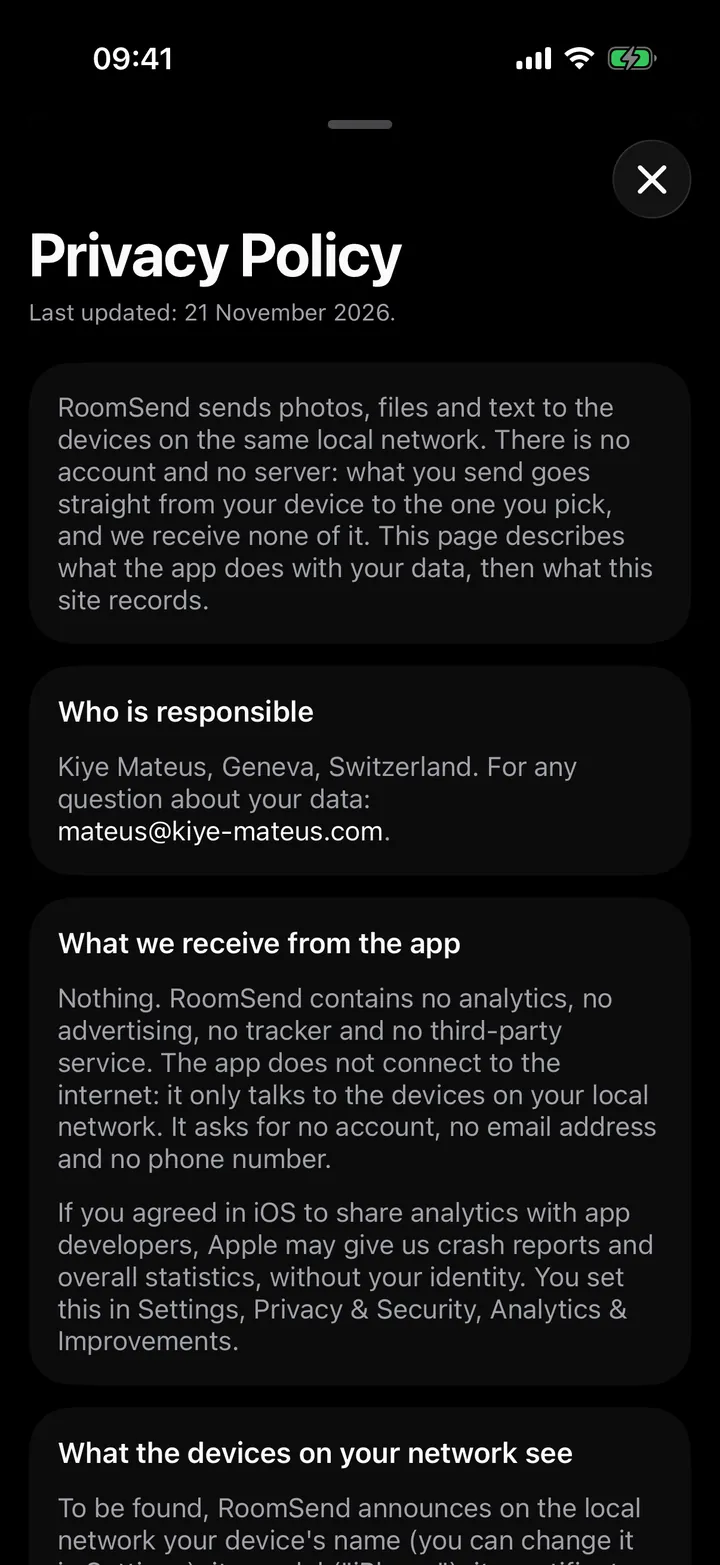 09:41
Privacy Policy
Last updated: 21 November 2026.
RoomSend sends photos, files and text to the
devices on the same local network. There is no
account and no server: what you send goes
straight from your device to the one you pick,
and we receive none of it. This page describes
what the app does with your data, then what this
site records.
Who is responsible
Kiye Mateus, Geneva, Switzerland. For any
question about your data:
mateus@kiye-mateus.com.
What we receive from the app
Nothing. RoomSend contains no analytics, no
advertising, no tracker and no third-party
service. The app does not connect to the
internet: it only talks to the devices on your local
network. It asks for no account, no email address
and no phone number.
If you agreed in iOS to share analytics with app
developers, Apple may give us crash reports and
overall statistics, without your identity. You set
this in Settings, Privacy & Security, Analytics &
Improvements.
What the devices on your network see
To be found, RoomSend announces on the local
network your device's name (you can change it